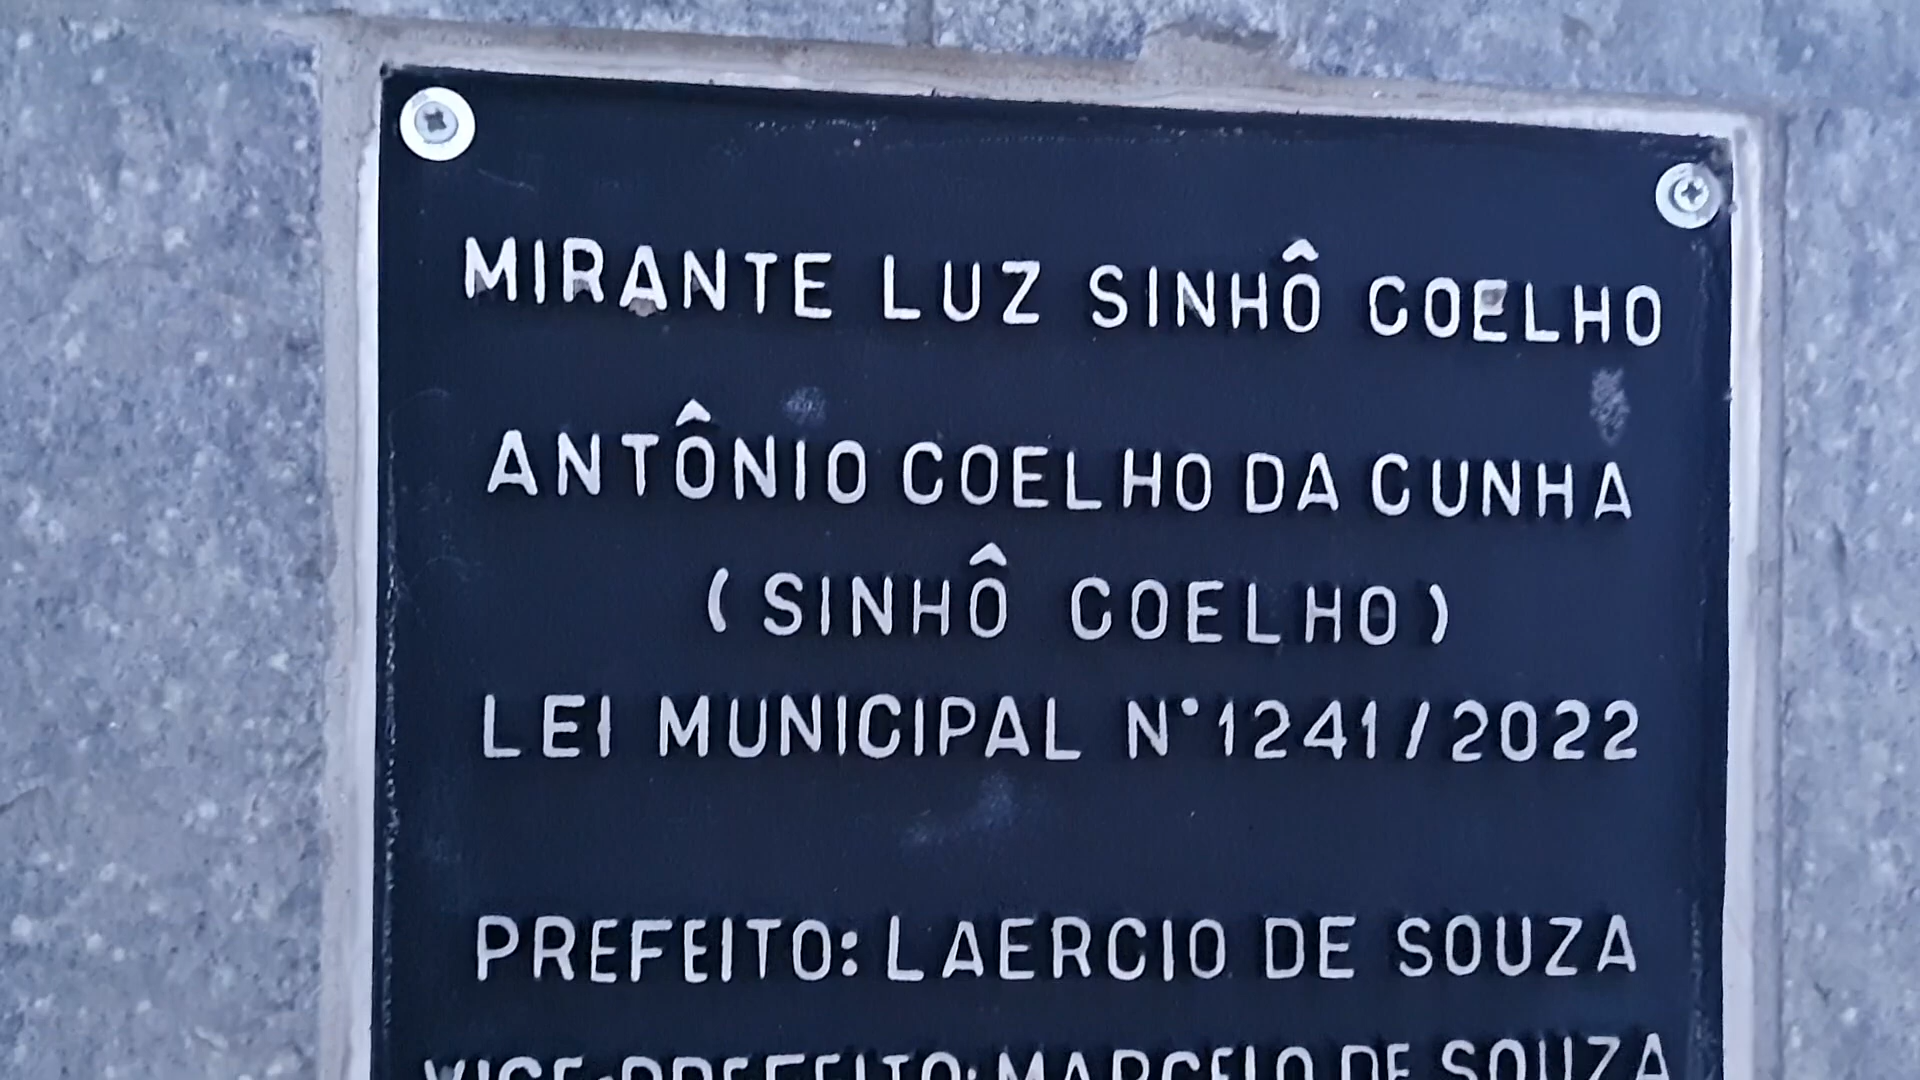 MIRANTE LUZ SINHÔ COELHO
ANTÔNIO COELHO DA CUNHA
(SINHÔ COELHO)
LEI MUNICIPAL N°1241/2022
PREFEITO: LAERCIO DE SOUZA
VICE-PREFEITO: MARCELO DE SOUZA